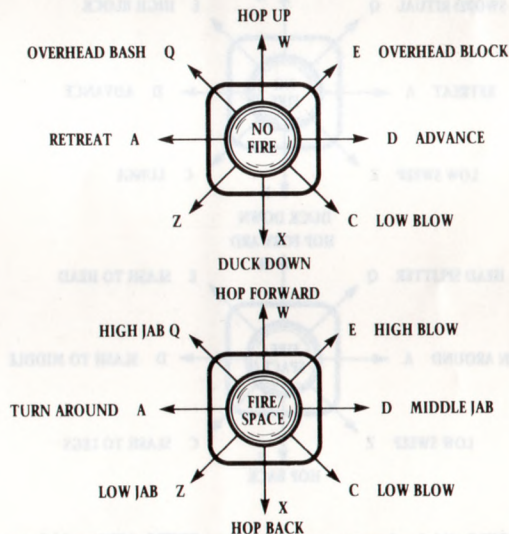 HOP UP
W
OVERHEAD BASH Q
E OVERHEAD BLOCK
RETREAT A
NO
FIRE
D ADVANCE
Z
C LOW BLOW
X
DUCK DOWN
HOP FORWARD
W
HIGH JAB Q
E HIGH BLOW
TURN AROUND A
FIRE/
SPACE
D MIDDLE JAB
LOW JAB Z
C LOW BLOW
X
HOP BACK